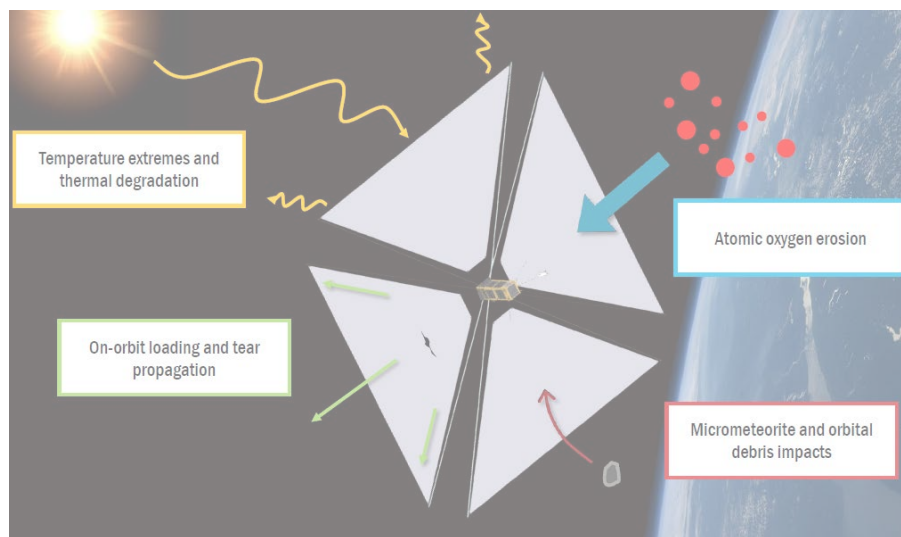 Temperature extremes and
thermal degradation
Atomic oxygen erosion
On-orbit loading and tear
propagation
Micrometeorite and orbital
debris impacts